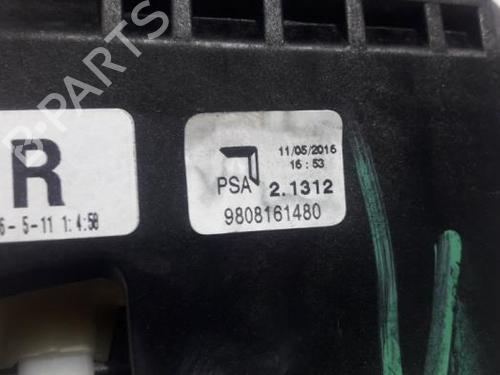 R
6- 5-11 1:4:58
11/05/2016
16:53
PSA 2.1312
9808161480
B-PARTS